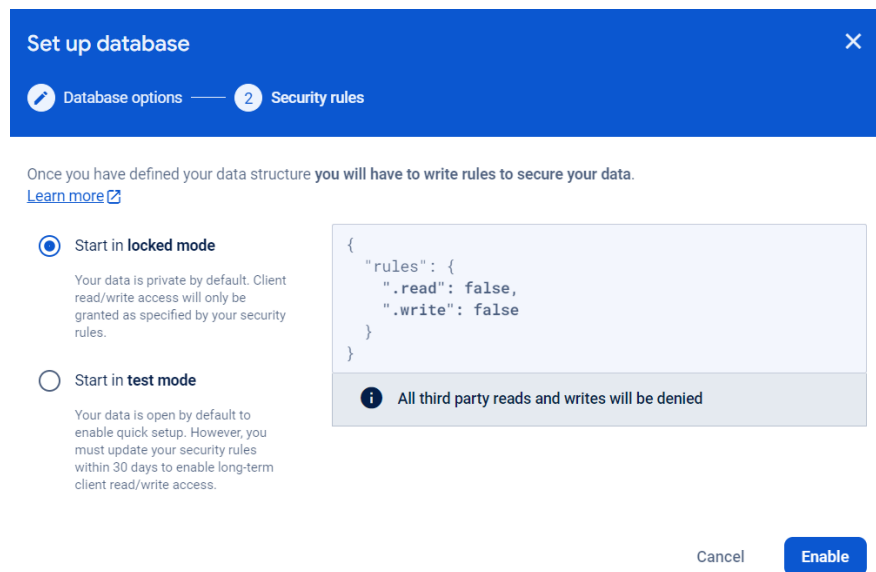 Set up database
Database options
2
Security rules
Once you have defined your data structure you will have to write rules to secure your data.
Learn more
Start in locked mode
Your data is private by default. Client
read/write access will only be
granted as specified by your security
rules.
Start in test mode
Your data is open by default to
enable quick setup. However, you
must update your security rules
within 30 days to enable long-term
client read/write access.
{
  "rules": {
    ".read": false,
    ".write": false
  }
}
All third party reads and writes will be denied
Cancel
Enable